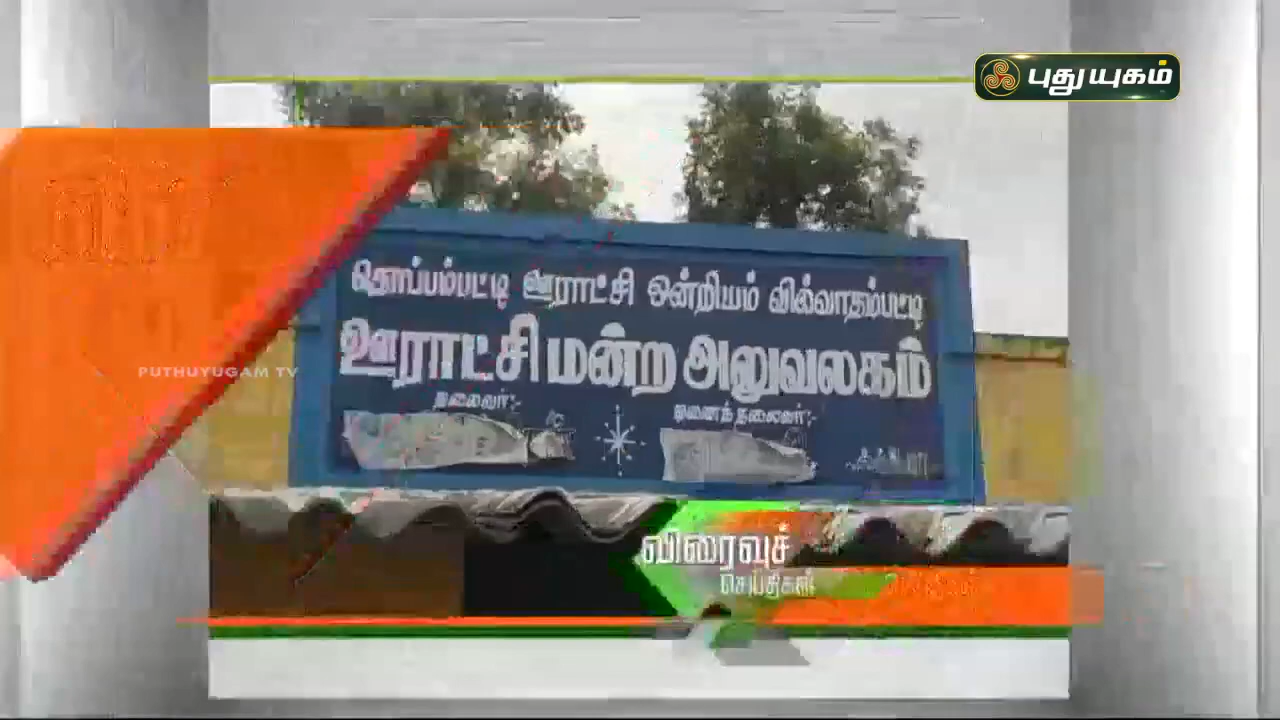 புதுயுகம்
தொப்பம்பட்டி ஊராட்சி ஒன்றியம் வில்வாதம்பட்டி
ஊராட்சி மன்ற அலுவலகம்
தலைவர்:-
துணைத்தலைவர்:-
PUTHUYUGAM TV
விரைவுச்
செய்திகள்